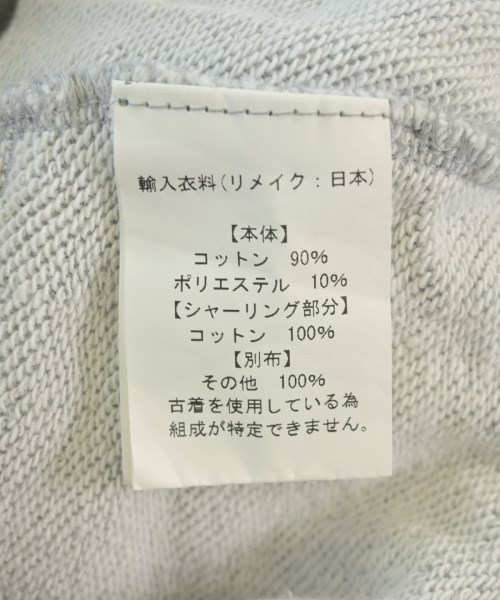 輸入衣料(リメイク：日本)
【本体】
コットン 90%
ポリエステル 10%
【シャーリング部分】
コットン 100%
【別布】
その他 100%
古着を使用している為
組成が特定できません。